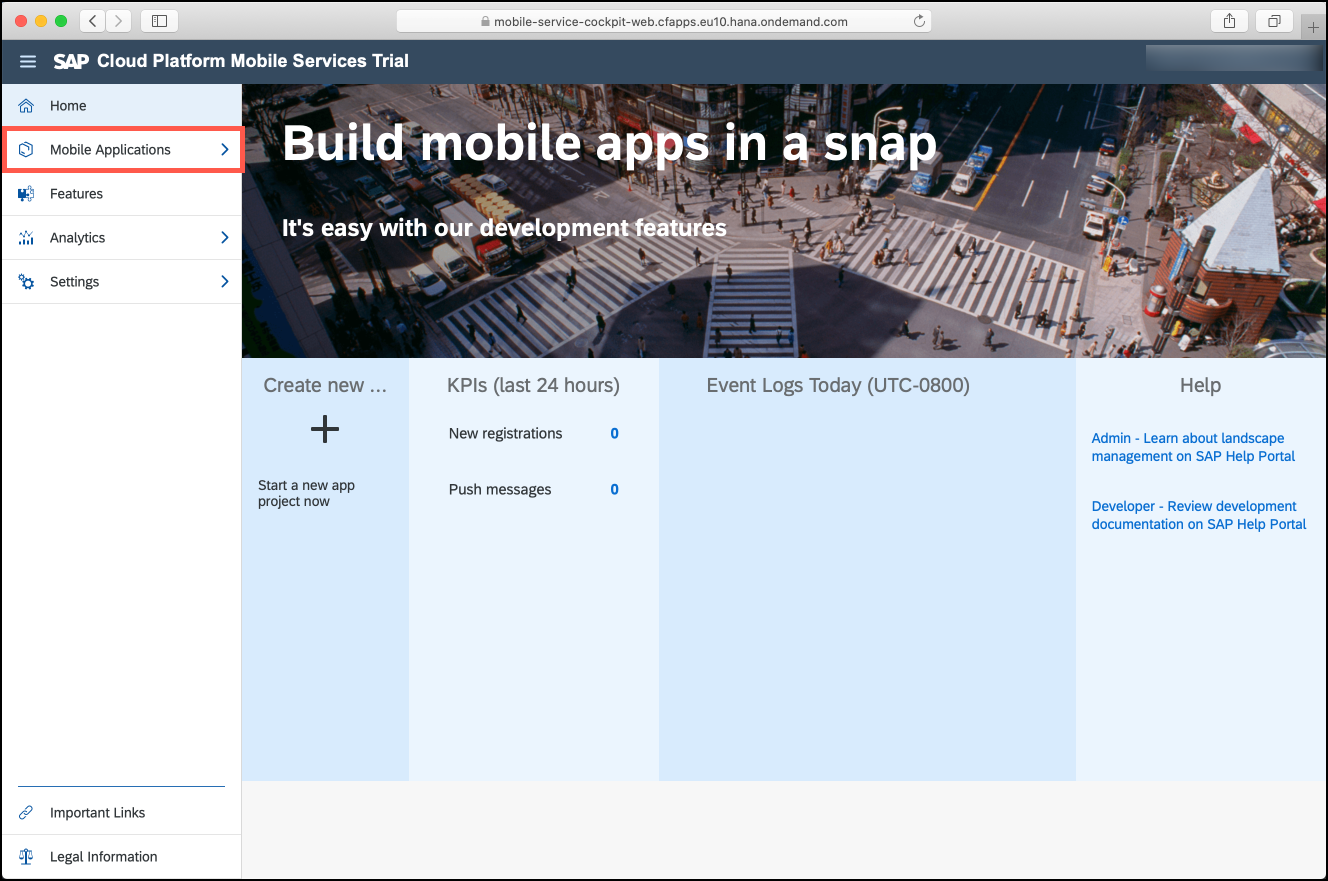 mobile-service-cockpit-web.cfapps.eu10.hana.ondemand.com
SAP Cloud Platform Mobile Services Trial
Home
Mobile Applications
Features
Analytics
Settings
Important Links
Legal Information
Build mobile apps in a snap
It's easy with our development features
Create new ...
Start a new app
project now
KPIs (last 24 hours)
New registrations 0
Push messages 0
Event Logs Today (UTC-0800)
Help
Admin - Learn about landscape
management on SAP Help Portal
Developer - Review development
documentation on SAP Help Portal